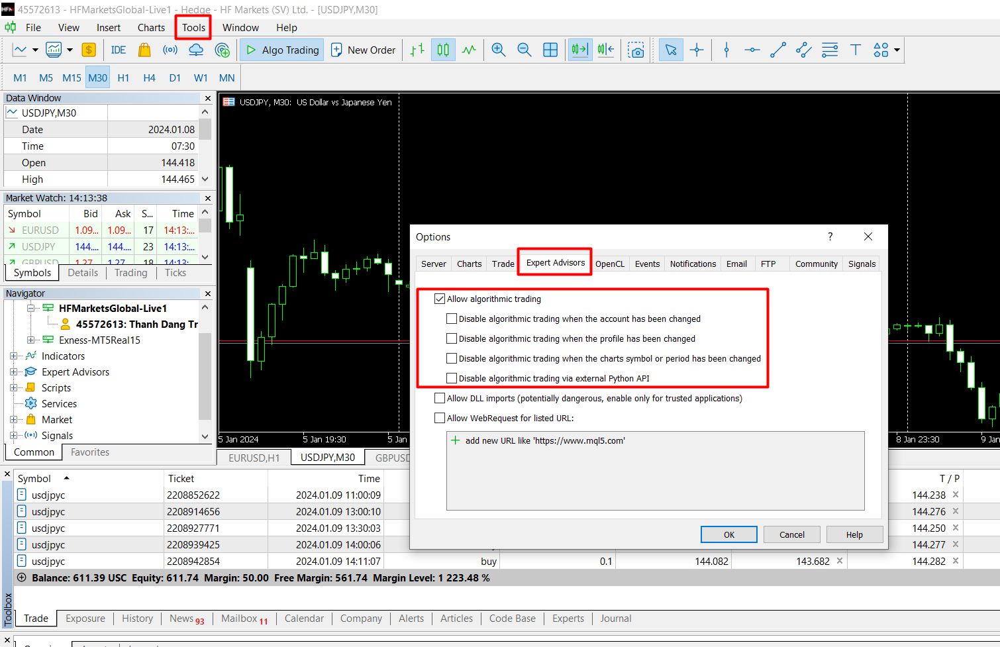 45572613 - HFMarketsGlobal-Live1 - Hedge - HF Markets (SV) Ltd. - [USDJPY,M30]
File View Insert Charts Tools Window Help
IDE Algo Trading New Order
M1 M5 M15 M30 H1 H4 D1 W1 MN
Data Window
USDJPY,M30
Date 2024.01.08
Time 07:30
Open 144.418
High 144.465
Market Watch: 14:13:38
Symbol Bid Ask S... Time
EURUSD 1.09... 1.09... 17 14:13:...
USDJPY 144.... 144.... 23 14:13:...
GBPUSD 1.27 1.27 18 14:13:
Symbols Details Trading Ticks
Navigator
HFMarketsGlobal-Live1
45572613: Thanh Dang Tr
Exness-MT5Real15
Indicators
Expert Advisors
Scripts
Services
Market
Signals
Common Favorites
USDJPY, M30: US Dollar vs Japanese Yen
5 Jan 2024 5 Jan 19:30 5 Jan 8 Jan 23:30 9 Jan
EURUSD,H1 USDJPY,M30 GBPUSD
Options ?
Server Charts Trade Expert Advisors OpenCL Events Notifications Email FTP Community Signals
Allow algorithmic trading
Disable algorithmic trading when the account has been changed
Disable algorithmic trading when the profile has been changed
Disable algorithmic trading when the charts symbol or period has been changed
Disable algorithmic trading via external Python API
Allow DLL imports (potentially dangerous, enable only for trusted applications)
Allow WebRequest for listed URL:
add new URL like 'https://www.mql5.com'
OK Cancel Help
Symbol Ticket Time T / P
usdjpyc 2208852622 2024.01.09 11:00:09 144.238
usdjpyc 2208914656 2024.01.09 13:00:10 144.276
usdjpyc 2208927771 2024.01.09 13:30:03 144.250
usdjpyc 2208939425 2024.01.09 14:00:06 144.277
usdjpyc 2208942854 2024.01.09 14:11:07 buy 0.1 144.082 143.682 144.282
Balance: 611.39 USC Equity: 611.74 Margin: 50.00 Free Margin: 561.74 Margin Level: 1 223.48 %
Toolbox
Trade Exposure History News 93 Mailbox 11 Calendar Company Alerts Articles Code Base Experts Journal